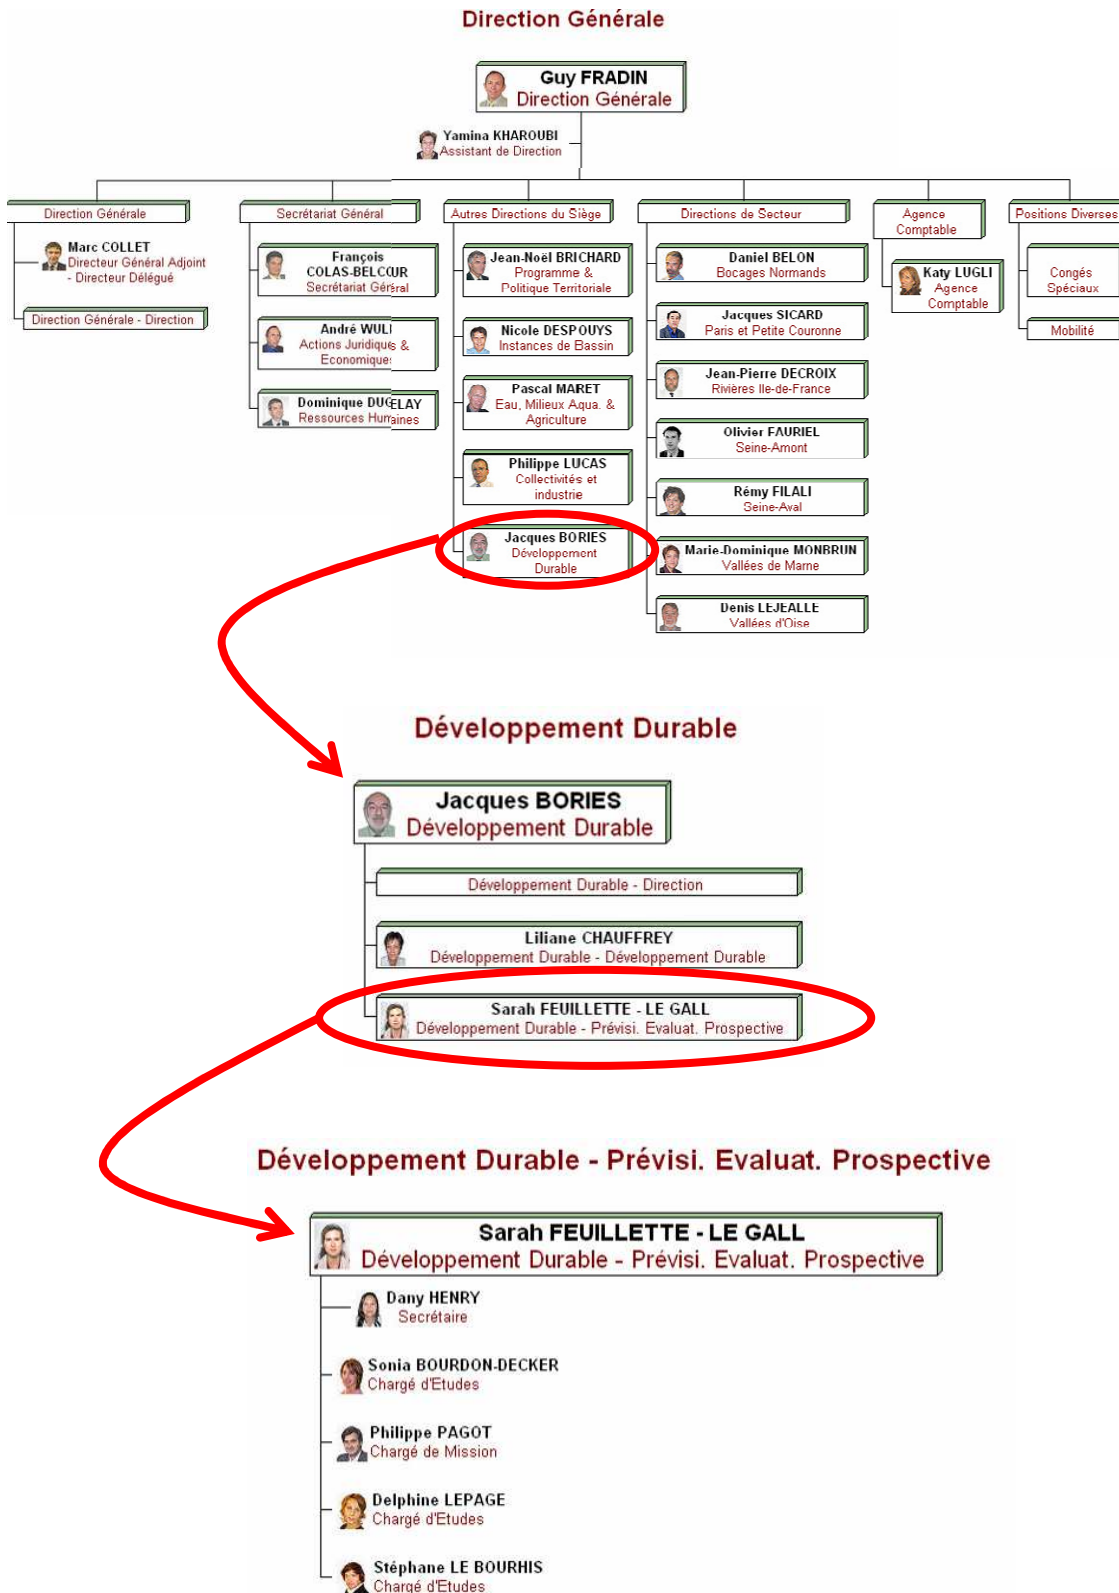 Direction Générale
Guy FRADIN
Direction Générale
Yamina KHAROUBI
Assistant de Direction
Direction Générale
Marc COLLET
Directeur Général Adjoint
- Directeur Délégué
Direction Générale - Direction
Secrétariat Général
François
COLAS-BELCOUR
Secrétariat Général
André WULI
Actions Juridiques &
Economiques
Dominique DUG ELAY
Ressources Humaines
Autres Directions du Siège
Jean-Noël BRICHARD
Programme &
Politique Territoriale
Nicole DESPOUYS
Instances de Bassin
Pascal MARET
Eau, Milieux Aqua. &
Agriculture
Philippe LUCAS
Collectivités et
industrie
Jacques BORIES
Développement
Durable
Directions de Secteur
Daniel BELON
Bocages Normands
Jacques SICARD
Paris et Petite Couronne
Jean-Pierre DECROIX
Rivières Ile-de-France
Olivier FAURIEL
Seine-Amont
Rémy FILALI
Seine-Aval
Marie-Dominique MONBRUN
Vallées de Marne
Denis LEJEALLE
Vallées d'Oise
Agence
Comptable
Katy LUGLI
Agence
Comptable
Positions Diverses
Congés
Spéciaux
Mobilité
Développement Durable
Jacques BORIES
Développement Durable
Développement Durable - Direction
Liliane CHAUFFREY
Développement Durable - Développement Durable
Sarah FEUILLETTE - LE GALL
Développement Durable - Prévisi. Evaluat. Prospective
Développement Durable - Prévisi. Evaluat. Prospective
Sarah FEUILLETTE - LE GALL
Développement Durable - Prévisi. Evaluat. Prospective
Dany HENRY
Secrétaire
Sonia BOURDON-DECKER
Chargé d'Etudes
Philippe PAGOT
Chargé de Mission
Delphine LEPAGE
Chargé d'Etudes
Stéphane LE BOURHIS
Chargé d'Etudes